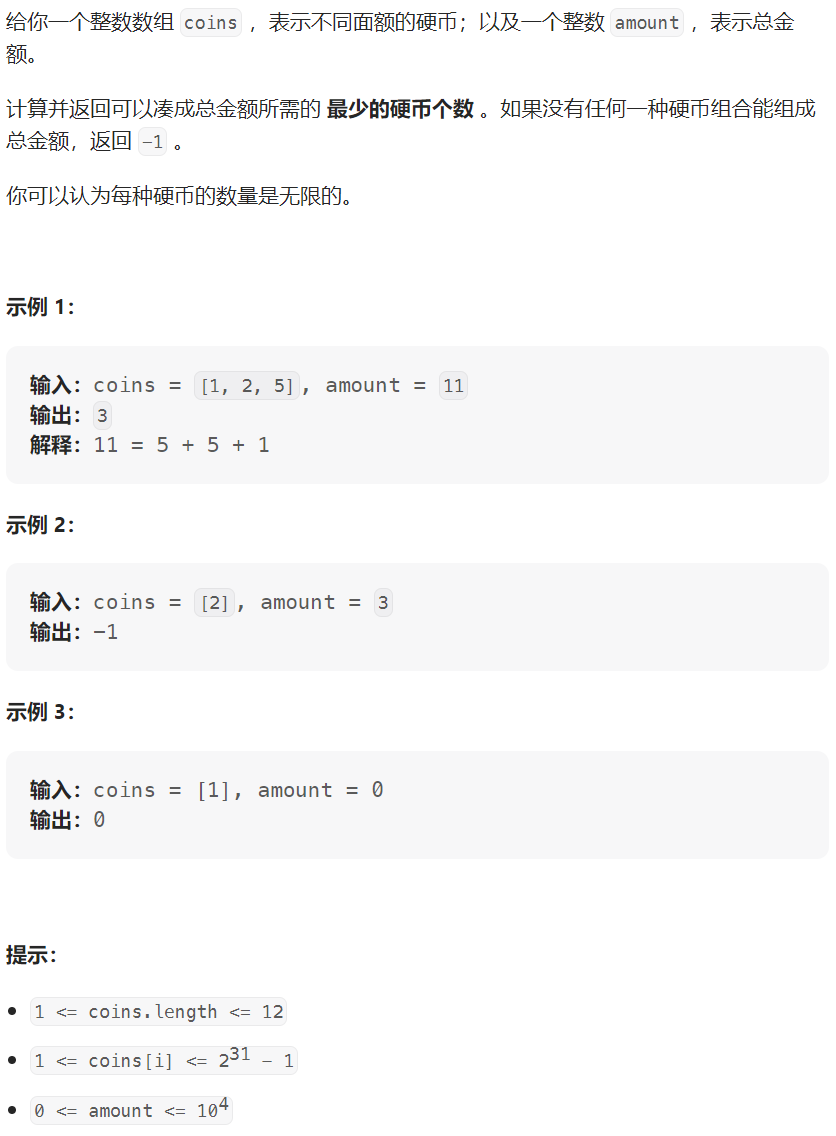 给你一个整数数组 coins ，表示不同面额的硬币；以及一个整数 amount ，表示总金
额。
计算并返回可以凑成总金额所需的 最少的硬币个数 。如果没有任何一种硬币组合能组成
总金额，返回 -1 。
你可以认为每种硬币的数量是无限的。
示例 1：
输入：coins = [1, 2, 5], amount = 11
输出：3
解释：11 = 5 + 5 + 1
示例 2：
输入：coins = [2], amount = 3
输出：-1
示例 3：
输入：coins = [1], amount = 0
输出：0
提示：
• 1 <= coins.length <= 12
• 1 <= coins[i] <= 2^31 - 1
• 0 <= amount <= 10^4